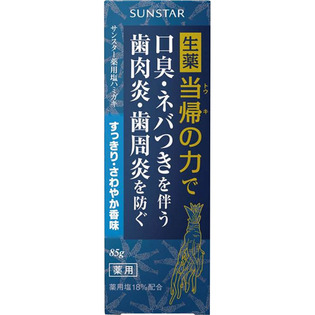 SUNSTAR
サンスター薬用塩ハミガキ
生薬
当帰の力で
トウキ
口臭・ネバつきを伴う
歯肉炎・歯周炎を防ぐ
すっきり・さわやか香味
85g
薬用
薬用塩18%配合